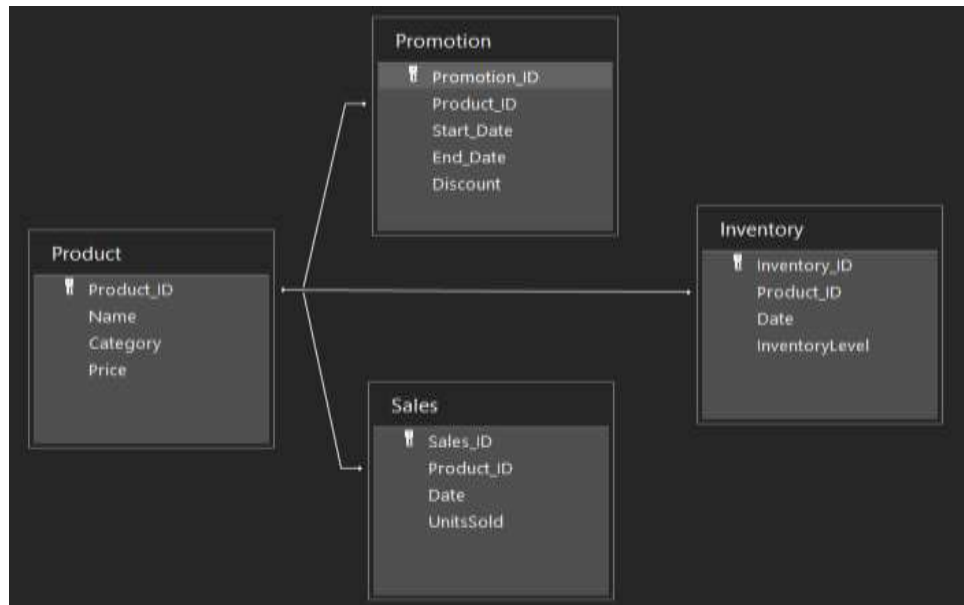 Promotion
Promotion_ID
Product_ID
Start_Date
End_Date
Discount
Product
Product_ID
Name
Category
Price
Inventory
Inventory_ID
Product_ID
Date
InventoryLevel
Sales
Sales_ID
Product_ID
Date
UnitsSold